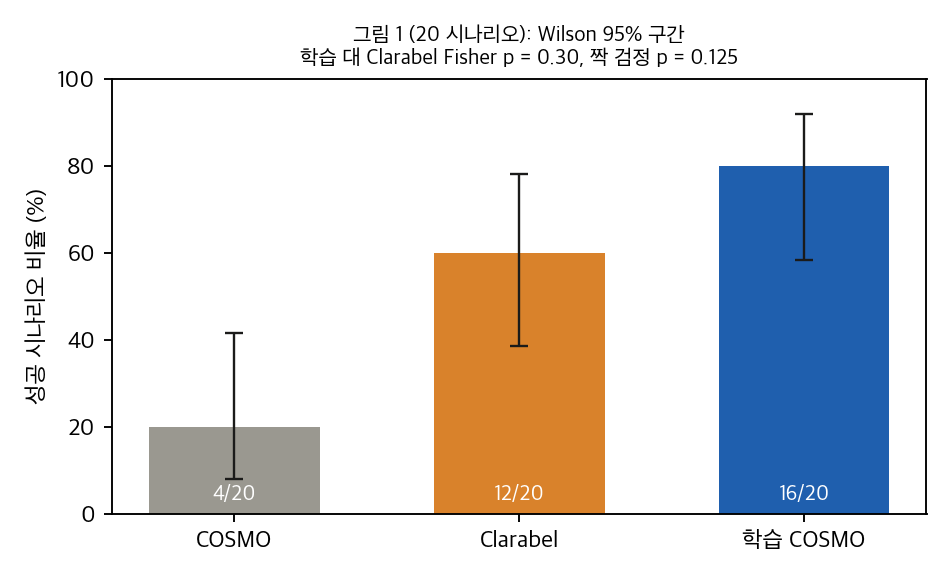 그림 1 (20 시나리오): Wilson 95% 구간
학습 대 Clarabel Fisher p = 0.30, 짝 검정 p = 0.125
성공 시나리오 비율 (%)
100
80
60
40
20
0
4/20
12/20
16/20
COSMO
Clarabel
학습 COSMO